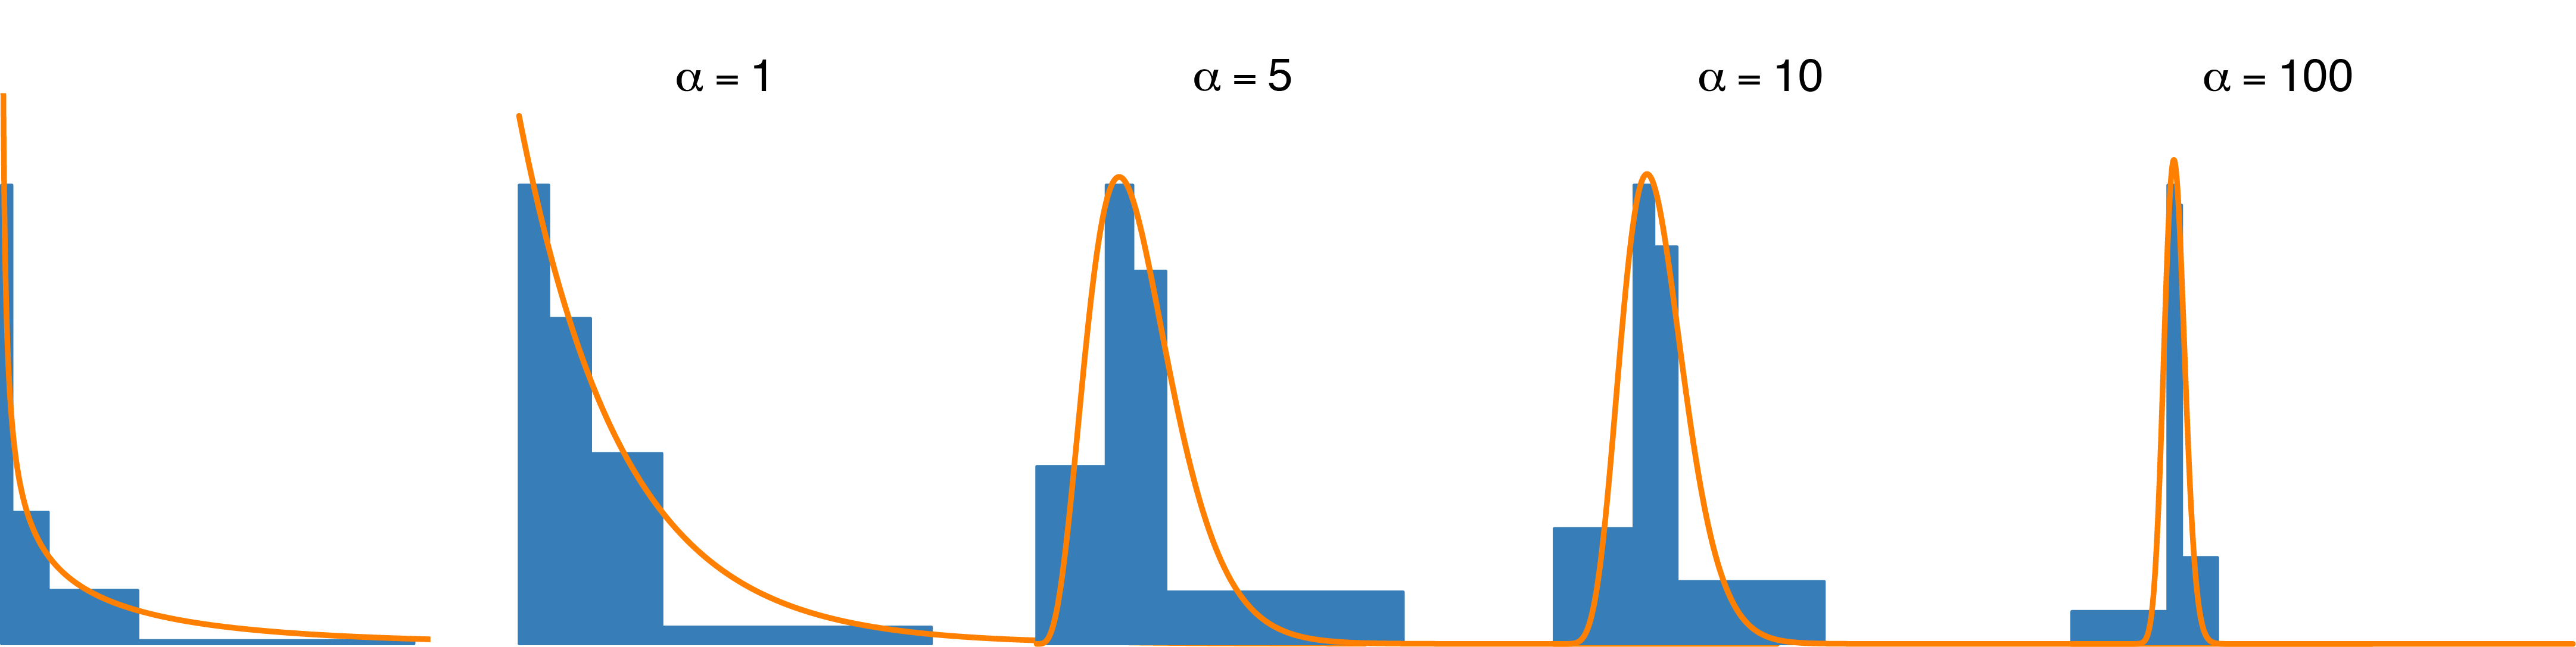 α = 1
α = 5
α = 10
α = 100